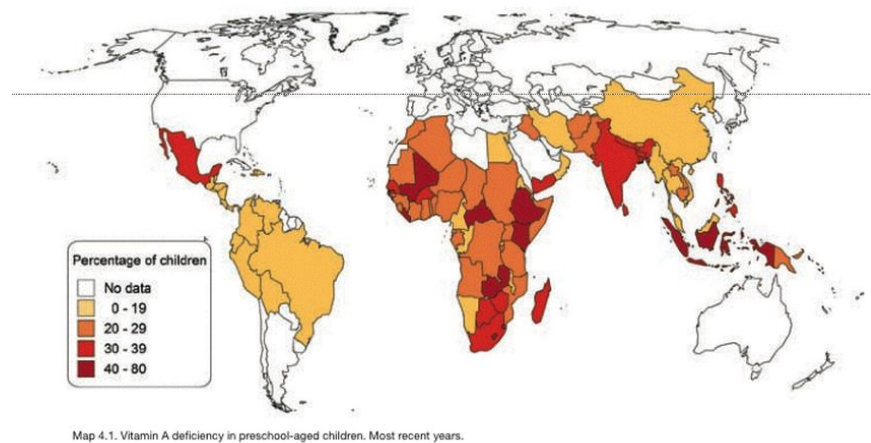 Percentage of children
No data
0 - 19
20 - 29
30 - 39
40 - 80
Map 4.1. Vitamin A deficiency in preschool-aged children. Most recent years.